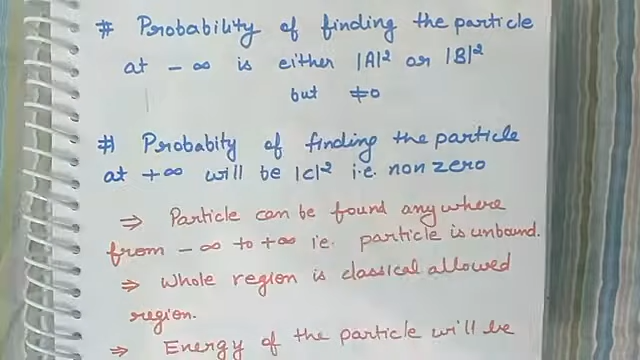 # Probability of finding the particle
at - ∞ is either |A|² or |B|²
but ≠0
# Probabity of finding the particle
at +∞ will be |C|² i.e. non zero
⇒ Particle can be found anywhere
from -∞ to +∞ i.e. particle is unbound.
⇒ Whole region is classical allowed
region.
⇒ Energy of the particle will be